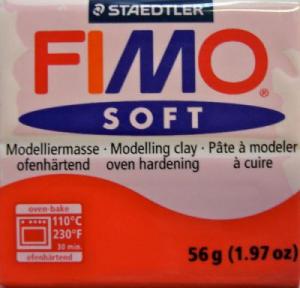 STAEDTLER
FIMO®
SOFT
Modelliermasse · Modelling clay · Pâte à modeler
ofenhärtend oven hardening à cuire
oven-bake
110°C
230°F
30 min.
ofenhärtend
56 g (1.97 oz)